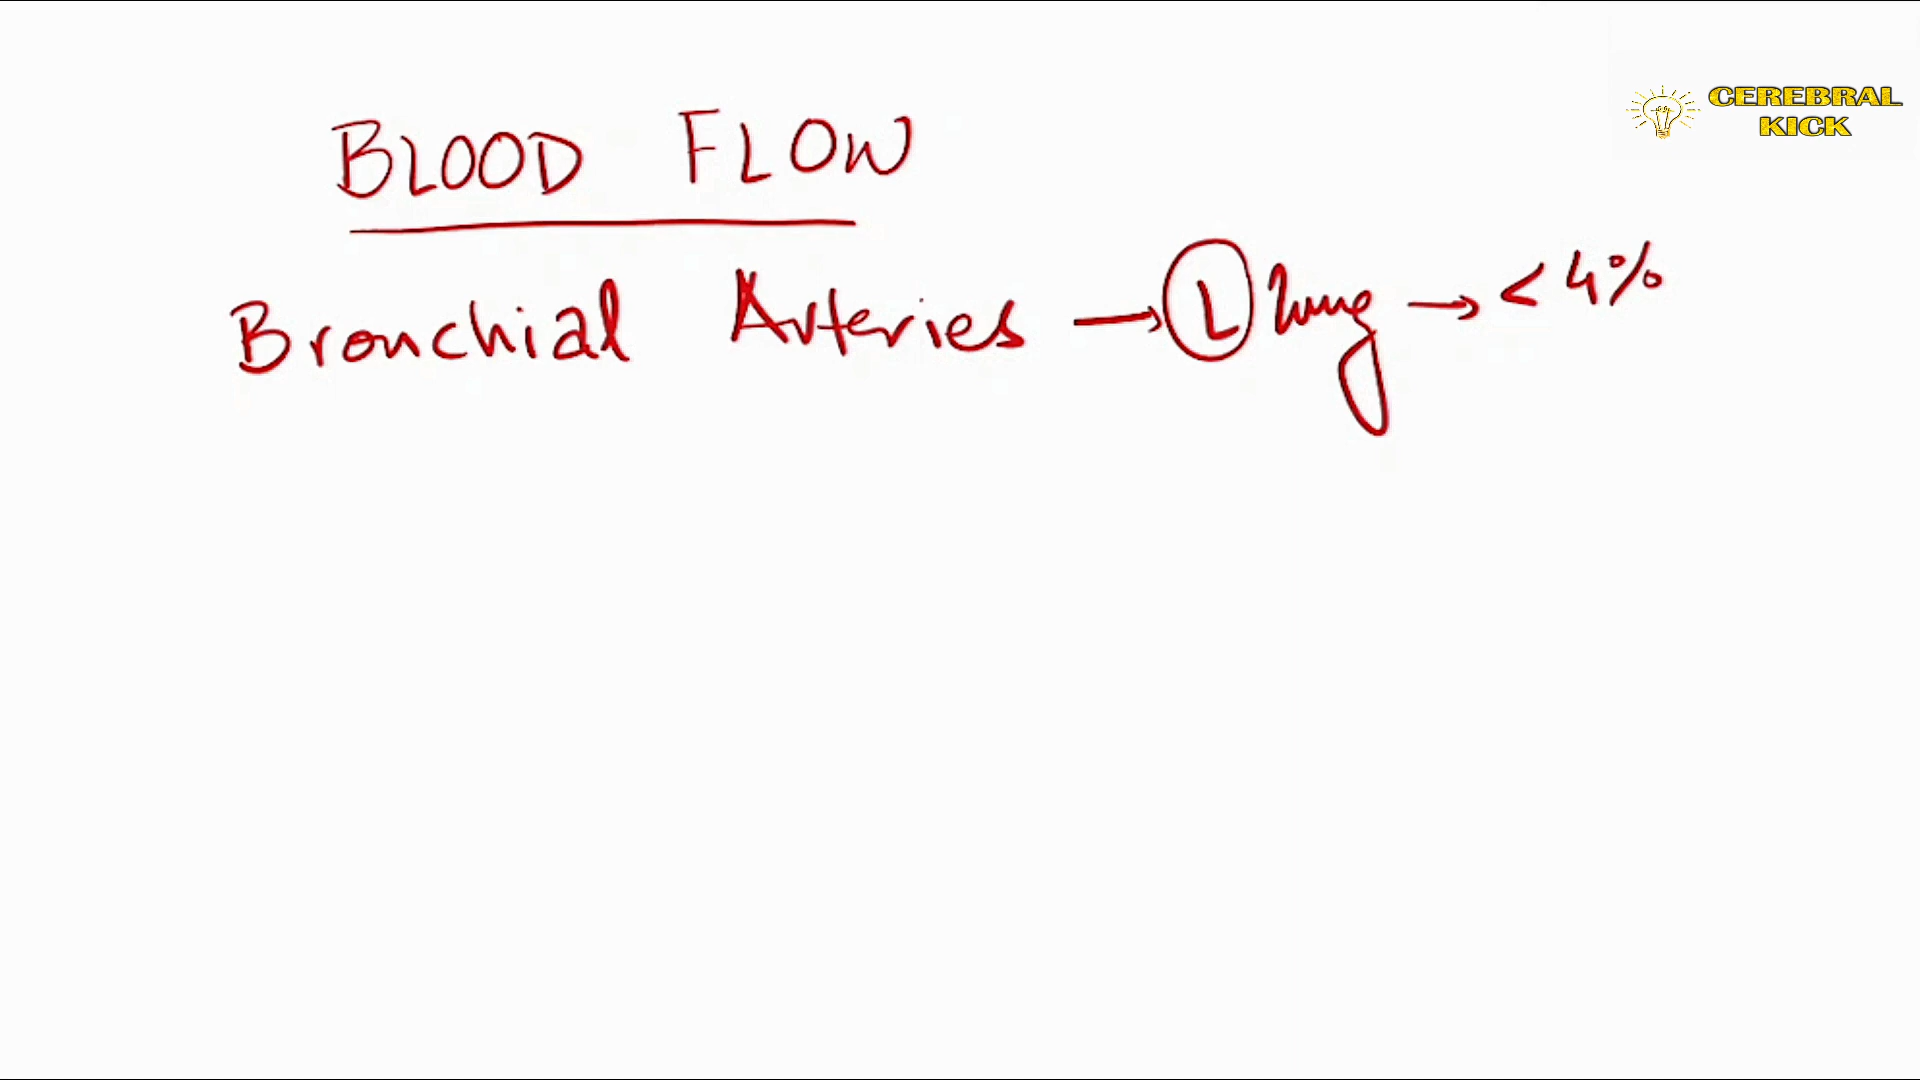 CEREBRAL
KICK
BLOOD FLOW
Bronchial Arteries → Ⓛ lung → < 4%